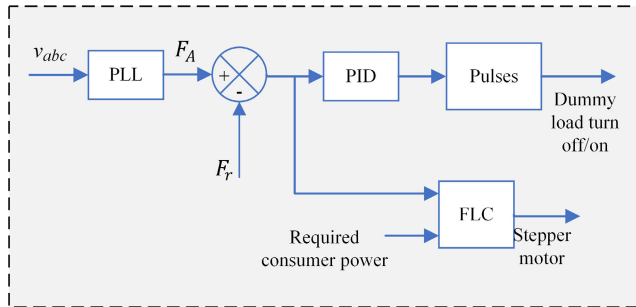 v_abc
PLL
F_A
+
-
F_r
PID
Pulses
Dummy
load turn
off/on
Required
consumer power
FLC
Stepper
motor